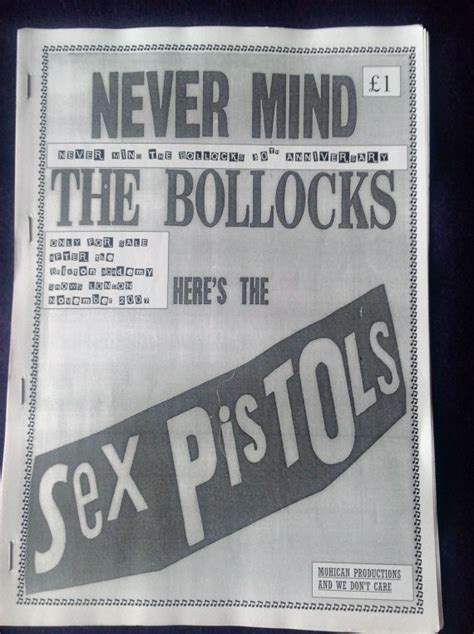 NEVER MIND
£1
NEVER MIND THE BOLLOCKS 30TH ANNIVERSARY
THE BOLLOCKS
ONLY FOR SALE
AFTER the
Brixton Academy
SHOWS LONDON
November 2007
HERE'S THE
Sex PisTOls
MOHICAN PRODUCTIONS
AND WE DON'T CARE